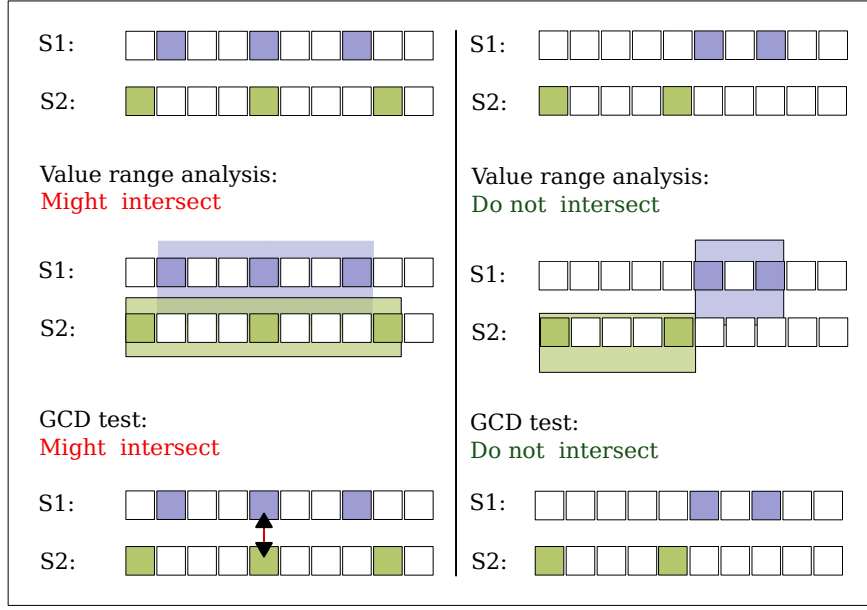 S1:
S2:
Value range analysis:
Might intersect
S1:
S2:
GCD test:
Might intersect
S1:
S2:
S1:
S2:
Value range analysis:
Do not intersect
S1:
S2:
GCD test:
Do not intersect
S1:
S2: